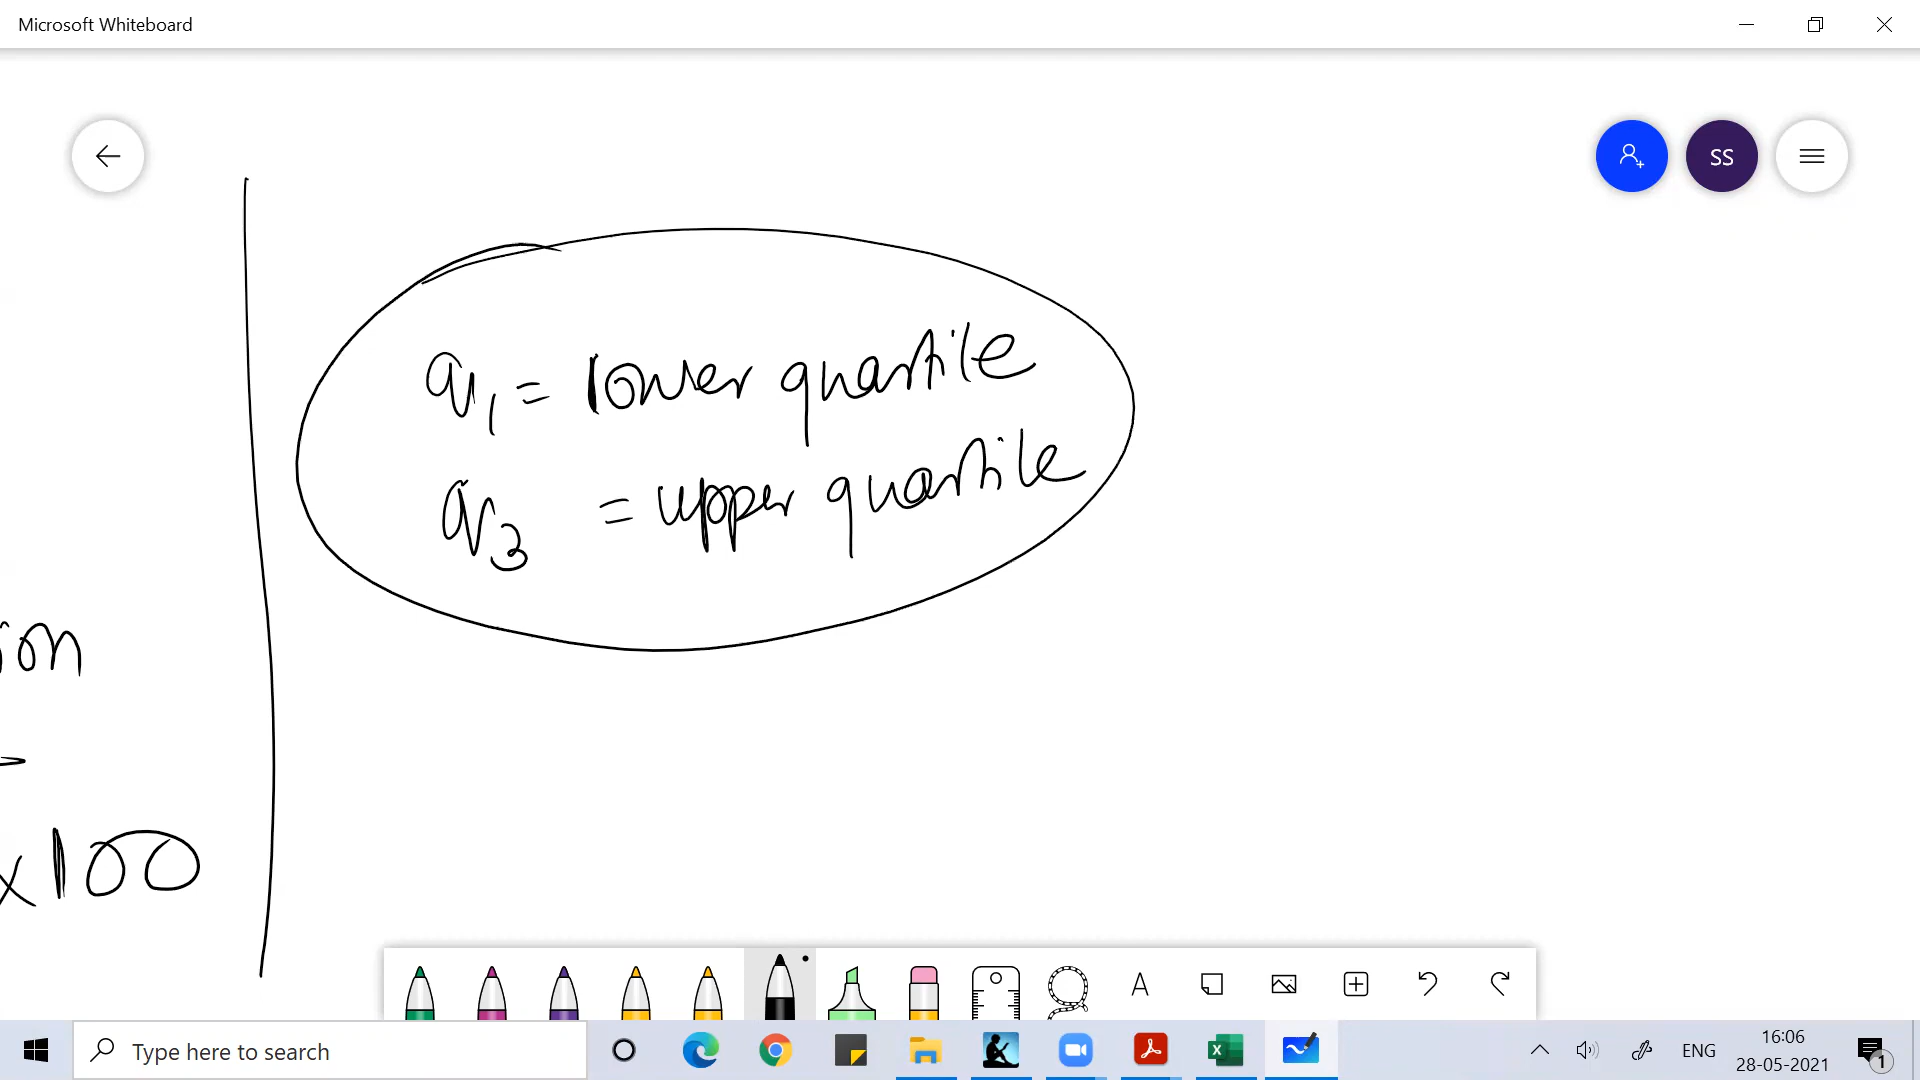 Microsoft Whiteboard
SS
Q1 = lower quartile
Q3 = upper quartile
ion
x100
A
Type here to search
ENG
16:06
28-05-2021
1